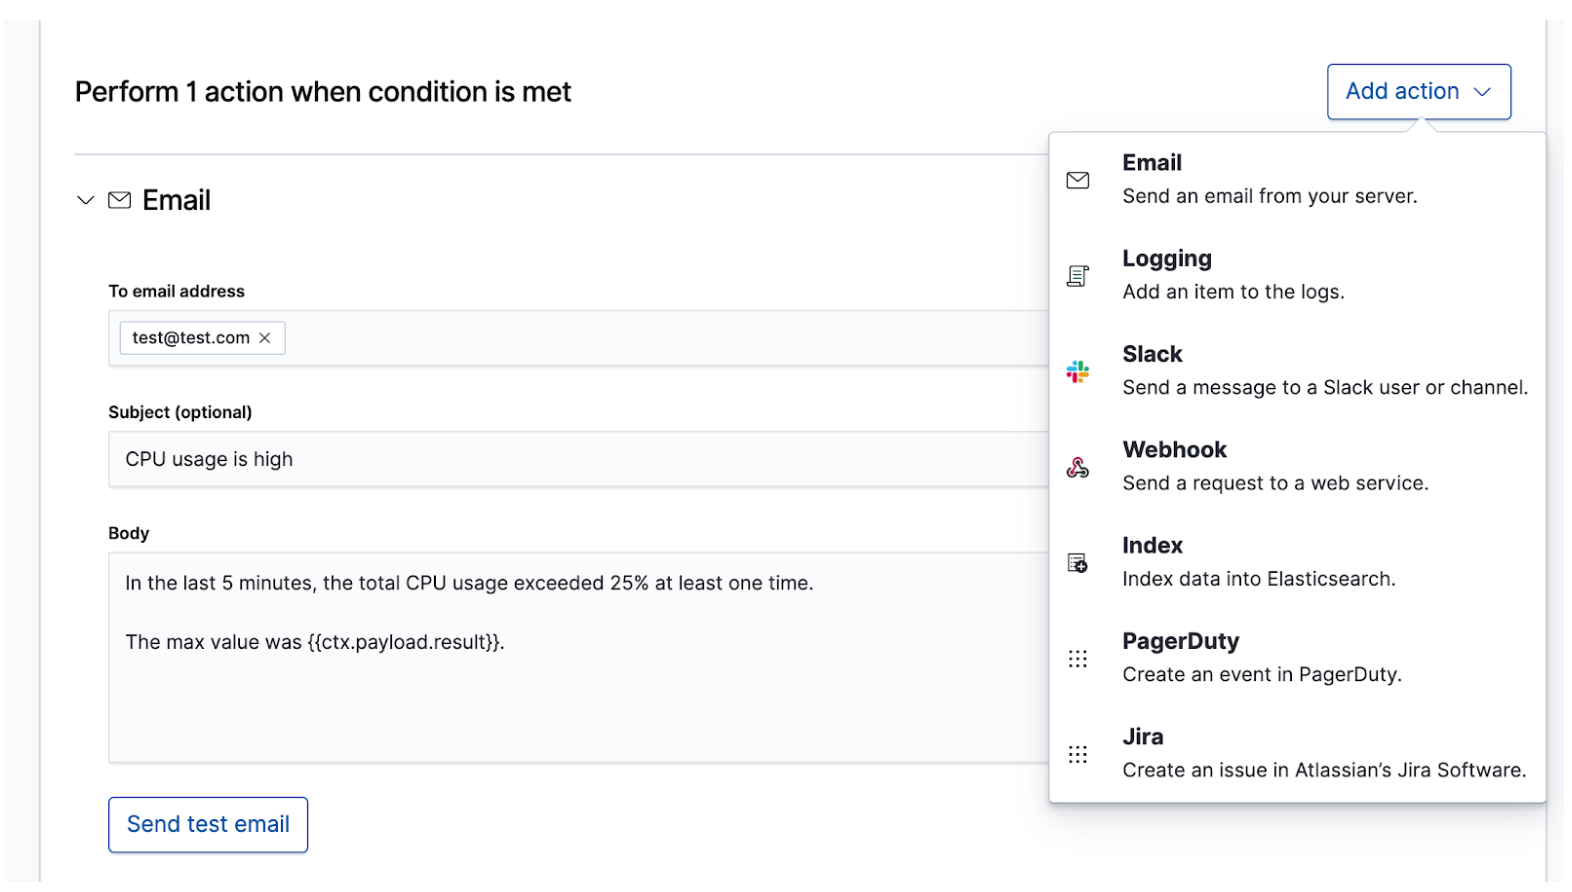 Perform 1 action when condition is met
Add action
Email
To email address
test@test.com
Subject (optional)
CPU usage is high
Body
In the last 5 minutes, the total CPU usage exceeded 25% at least one time.
The max value was {{ctx.payload.result}}.
Send test email
Email
Send an email from your server.
Logging
Add an item to the logs.
Slack
Send a message to a Slack user or channel.
Webhook
Send a request to a web service.
Index
Index data into Elasticsearch.
PagerDuty
Create an event in PagerDuty.
Jira
Create an issue in Atlassian’s Jira Software.